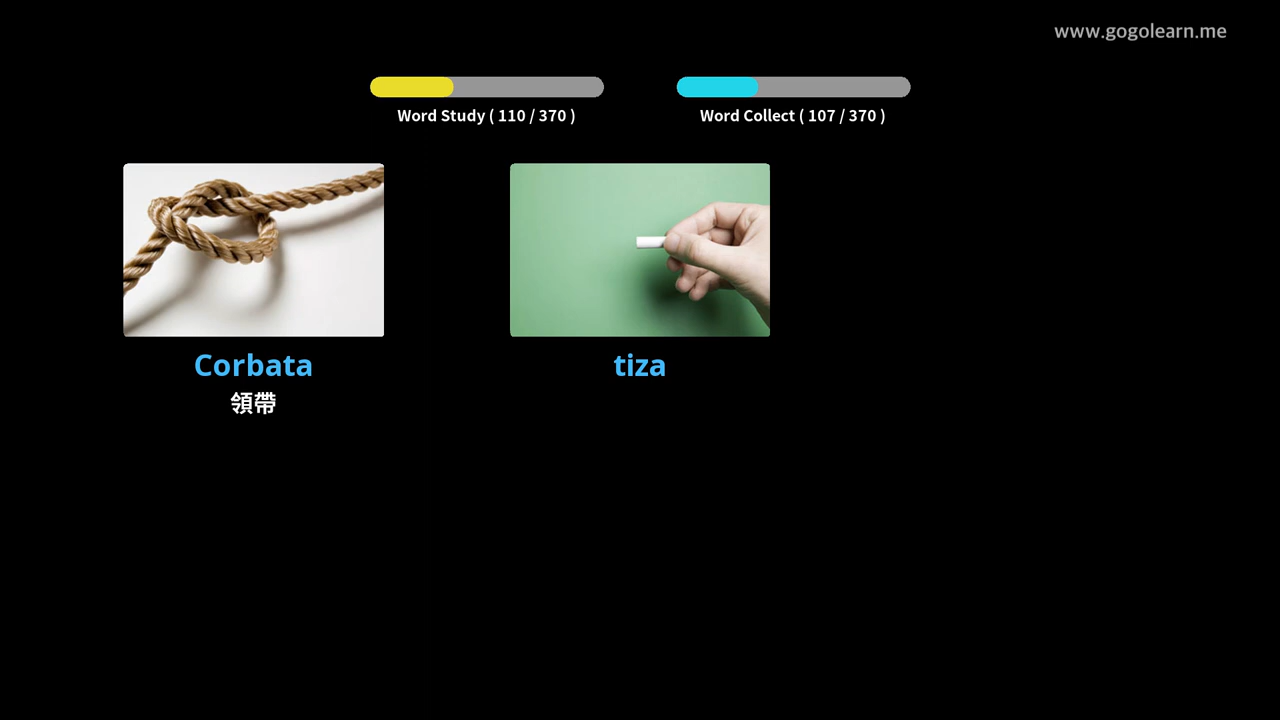 www.gogolearn.me
Word Study ( 110 / 370 )
Word Collect ( 107 / 370 )
Corbata
領帶
tiza